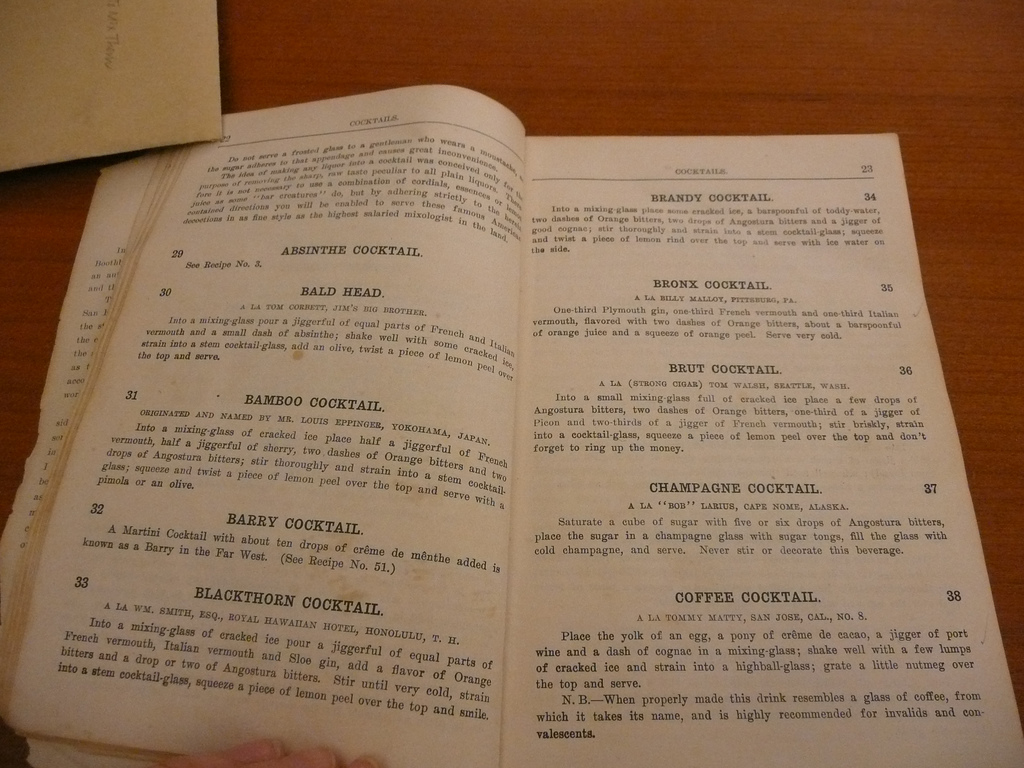 COCKTAILS.
22
Do not serve a frosted glass to a gentleman who wears a moustache, as
the sugar adheres to that appendage and causes great inconvenience.
The idea of making any liquor into a cocktail was conceived only for the
purpose of removing the sharp, raw taste peculiar to all plain liquors. There-
fore it is not necessary to use a combination of cordials, essences or lemon
juice as some "bar creatures" do, but by adhering strictly to the herein
contained directions you will be enabled to serve these famous American
decoctions in as fine style as the highest salaried mixologist in the land.
29 ABSINTHE COCKTAIL.
See Recipe No. 3.
30 BALD HEAD.
A LA TOM CORBETT, JIM'S BIG BROTHER.
Into a mixing-glass pour a jiggerful of equal parts of French and Italian
vermouth and a small dash of absinthe; shake well with some cracked ice,
strain into a stem cocktail-glass, add an olive, twist a piece of lemon peel over
the top and serve.
31 BAMBOO COCKTAIL.
ORIGINATED AND NAMED BY MR. LOUIS EPPINGER, YOKOHAMA, JAPAN.
Into a mixing-glass of cracked ice place half a jiggerful of French
vermouth, half a jiggerful of sherry, two dashes of Orange bitters and two
drops of Angostura bitters; stir thoroughly and strain into a stem cocktail-
glass; squeeze and twist a piece of lemon peel over the top and serve with a
pimola or an olive.
32 BARRY COCKTAIL.
A Martini Cocktail with about ten drops of crême de mênthe added is
known as a Barry in the Far West. (See Recipe No. 51.)
33 BLACKTHORN COCKTAIL.
A LA WM. SMITH, ESQ., ROYAL HAWAIIAN HOTEL, HONOLULU, T. H.
Into a mixing-glass of cracked ice pour a jiggerful of equal parts of
French vermouth, Italian vermouth and Sloe gin, add a flavor of Orange
bitters and a drop or two of Angostura bitters. Stir until very cold, strain
into a stem cocktail-glass, squeeze a piece of lemon peel over the top and smile.
COCKTAILS. 23
BRANDY COCKTAIL. 34
Into a mixing-glass place some cracked ice, a barspoonful of toddy-water,
two dashes of Orange bitters, two drops of Angostura bitters and a jigger of
good cognac; stir thoroughly and strain into a stem cocktail-glass; squeeze
and twist a piece of lemon rind over the top and serve with ice water on
the side.
BRONX COCKTAIL. 35
A LA BILLY MALLOY, PITTSBURG, PA.
One-third Plymouth gin, one-third French vermouth and one-third Italian
vermouth, flavored with two dashes of Orange bitters, about a barspoonful
of orange juice and a squeeze of orange peel. Serve very cold.
BRUT COCKTAIL. 36
A LA (STRONG CIGAR) TOM WALSH, SEATTLE, WASH.
Into a small mixing-glass full of cracked ice place a few drops of
Angostura bitters, two dashes of Orange bitters, one-third of a jigger of
Picon and two-thirds of a jigger of French vermouth; stir briskly, strain
into a cocktail-glass, squeeze a piece of lemon peel over the top and don't
forget to ring up the money.
CHAMPAGNE COCKTAIL. 37
A LA "BOB" LARIUS, CAPE NOME, ALASKA.
Saturate a cube of sugar with five or six drops of Angostura bitters,
place the sugar in a champagne glass with sugar tongs, fill the glass with
cold champagne, and serve. Never stir or decorate this beverage.
COFFEE COCKTAIL. 38
A LA TOMMY MATTY, SAN JOSE, CAL., NO. 8.
Place the yolk of an egg, a pony of crême de cacao, a jigger of port
wine and a dash of cognac in a mixing-glass; shake well with a few lumps
of cracked ice and strain into a highball-glass; grate a little nutmeg over
the top and serve.
N. B.—When properly made this drink resembles a glass of coffee, from
which it takes its name, and is highly recommended for invalids and con-
valescents.